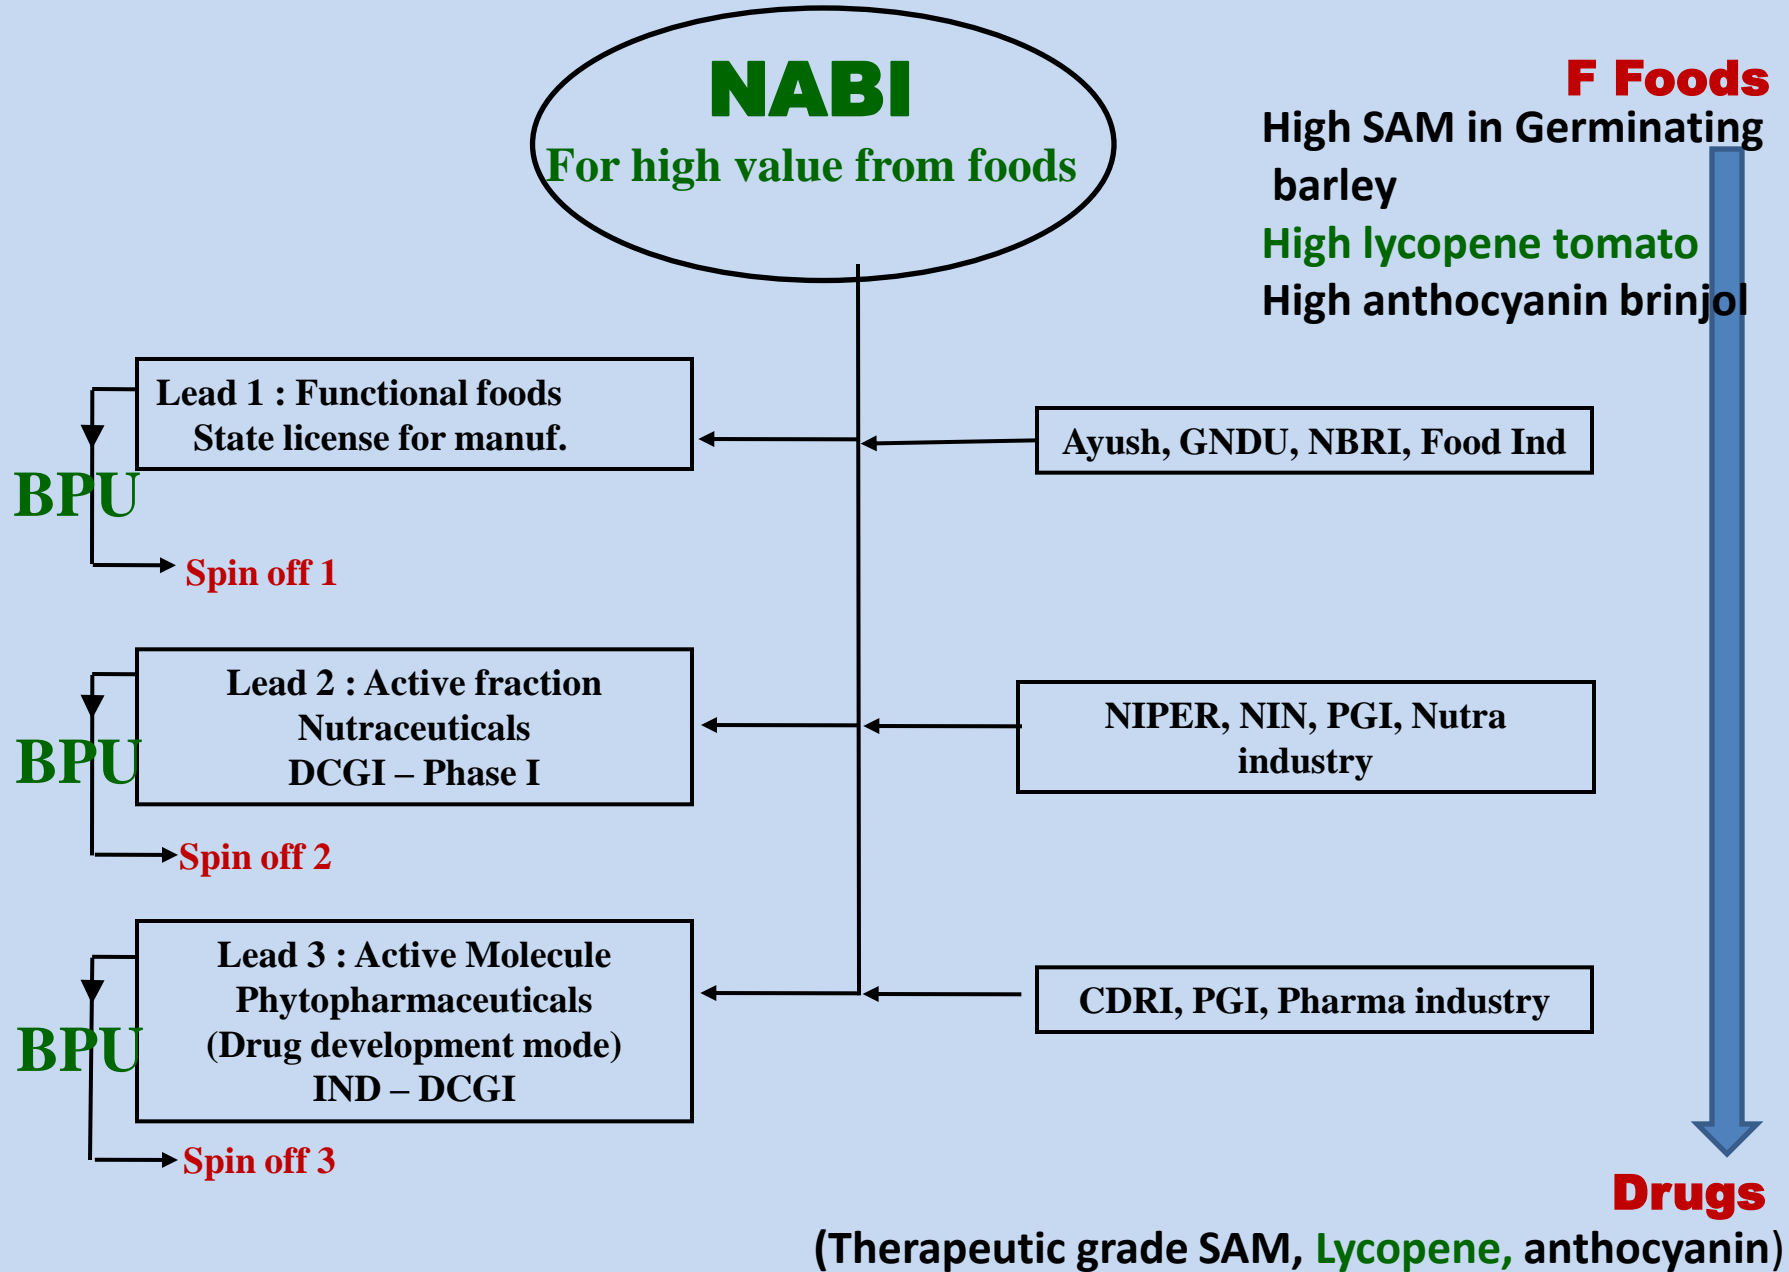 NABI
For high value from foods
F Foods
High SAM in Germinating
barley
High lycopene tomato
High anthocyanin brinjol
Lead 1 : Functional foods
State license for manuf.
Ayush, GNDU, NBRI, Food Ind
BPU
Spin off 1
Lead 2 : Active fraction
Nutraceuticals
DCGI – Phase I
NIPER, NIN, PGI, Nutra
industry
BPU
Spin off 2
Lead 3 : Active Molecule
Phytopharmaceuticals
(Drug development mode)
IND – DCGI
CDRI, PGI, Pharma industry
BPU
Spin off 3
Drugs
(Therapeutic grade SAM, Lycopene, anthocyanin)